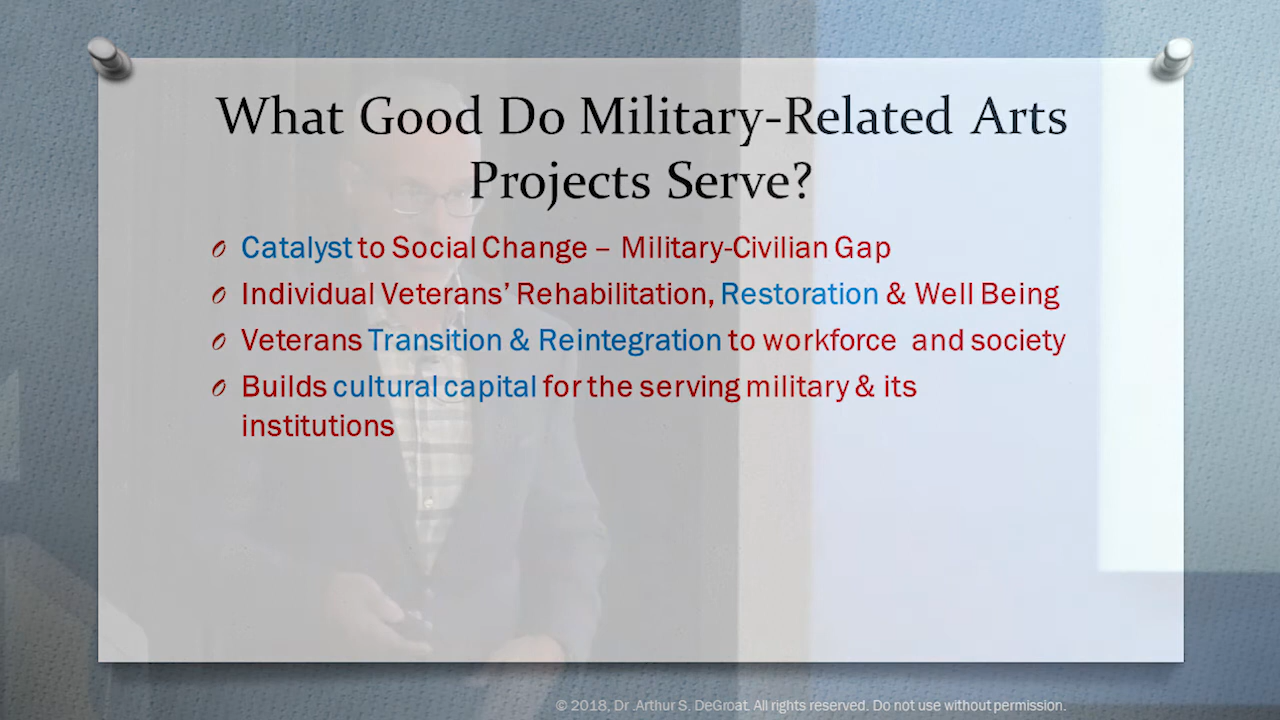 What Good Do Military-Related Arts
Projects Serve?
Catalyst to Social Change – Military-Civilian Gap
Individual Veterans’ Rehabilitation, Restoration & Well Being
Veterans Transition & Reintegration to workforce and society
Builds cultural capital for the serving military & its
institutions
© 2018, Dr .Arthur S. DeGroat. All rights reserved. Do not use without permission.